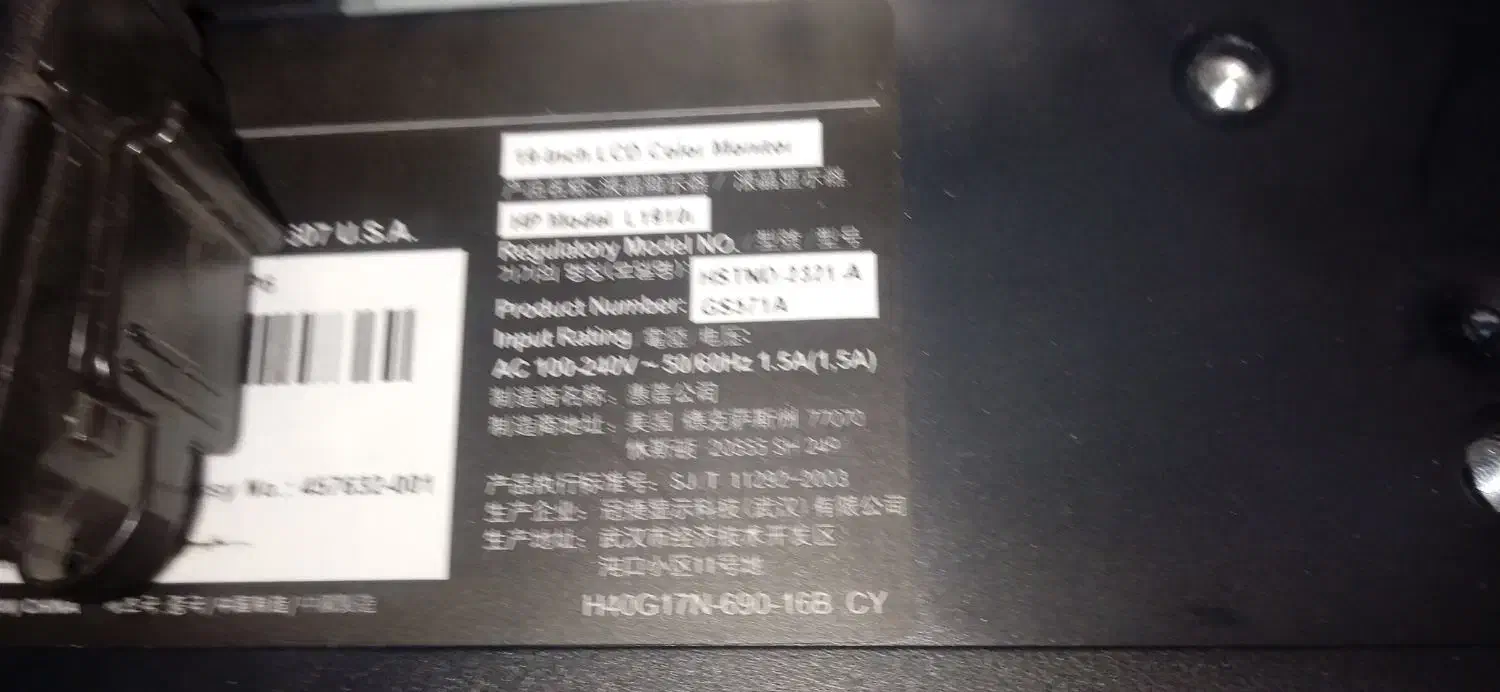 LCD Color Monitor
产品名称: 液晶显示器 / 液晶显示器
HP Model
Regulatory Model NO. 型號 / 型号
HSTND-2321-A
Product Number: GS571A
Input Rating 電壓 电压:
AC 100-240V ~ 50/60Hz 1.5A(1.5A)
制造商名称: 惠普公司
制造商地址: 美国 德克萨斯州 77070
休斯顿 20555 SH 249
产品执行标准号: SJ/T 11292-2003
生产企业: 冠捷显示科技(武汉)有限公司
生产地址: 武汉市经济技术开发区
沌口小区11号地
H40G17N-690-16B CY
U.S.A.
P6
No.: 457632-001